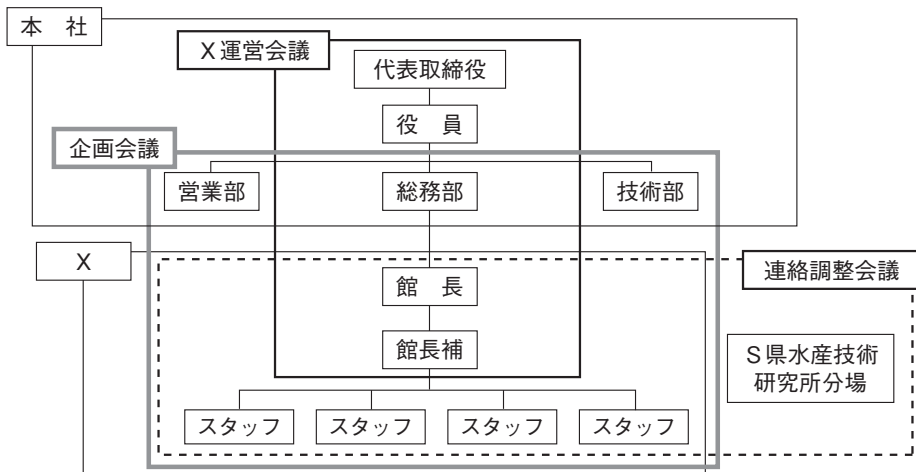 本 社
X運営会議
代表取締役
役 員
企画会議
営業部
総務部
技術部
X
連絡調整会議
館 長
館長補
S県水産技術
研究所分場
スタッフ
スタッフ
スタッフ
スタッフ